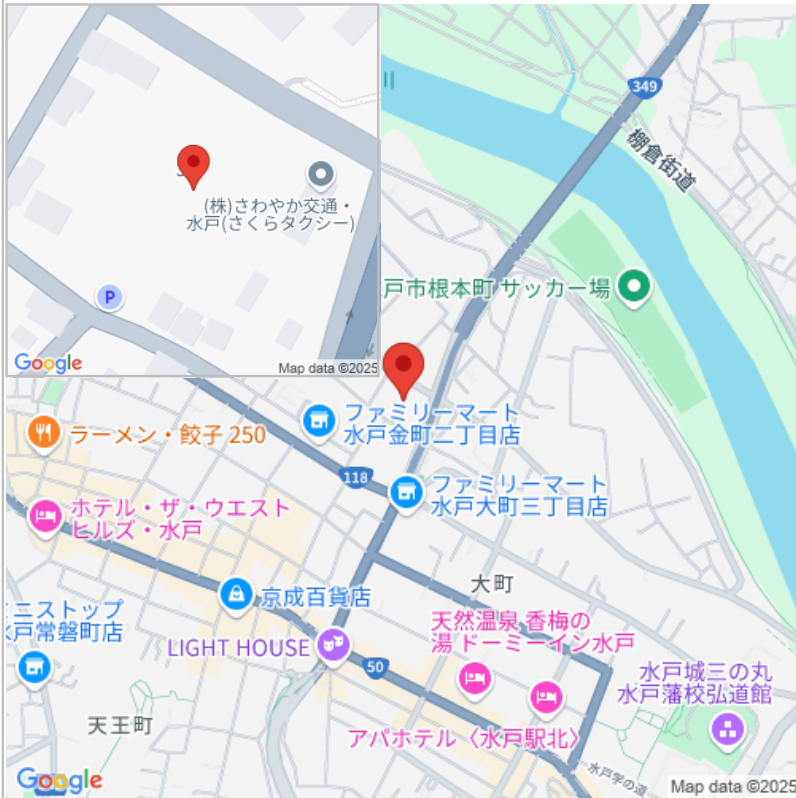 (株)さわやか交通・
水戸(さくらタクシー)
P
Google
Map data ©2025
349
棚倉街道
川
戸市根本町 サッカー場
ファミリーマート
水戸金町二丁目店
ラーメン・餃子 250
118
ファミリーマート
水戸大町三丁目店
ホテル・ザ・ウエスト
ヒルズ・水戸
大町
京成百貨店
ニストップ
水戸常磐町店
天然温泉 香梅の
湯 ドーミーイン水戸
LIGHT HOUSE
50
水戸城三の丸
水戸藩校弘道館
天王町
アパホテル〈水戸駅北〉
水戸学の道
Google
Map data ©2025